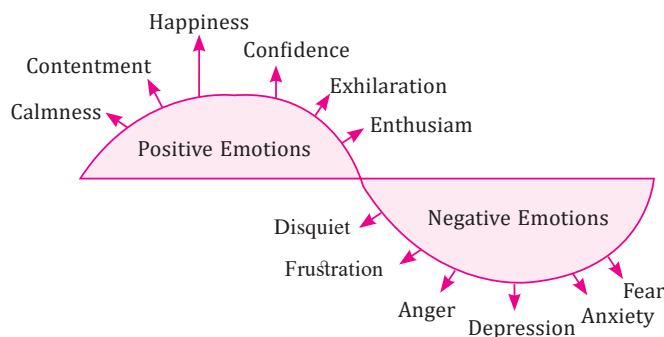 Happiness
Confidence
Contentment
Exhilaration
Calmness
Enthusiam
Positive Emotions
Negative Emotions
Disquiet
Frustration
Fear
Anger
Anxiety
Depression